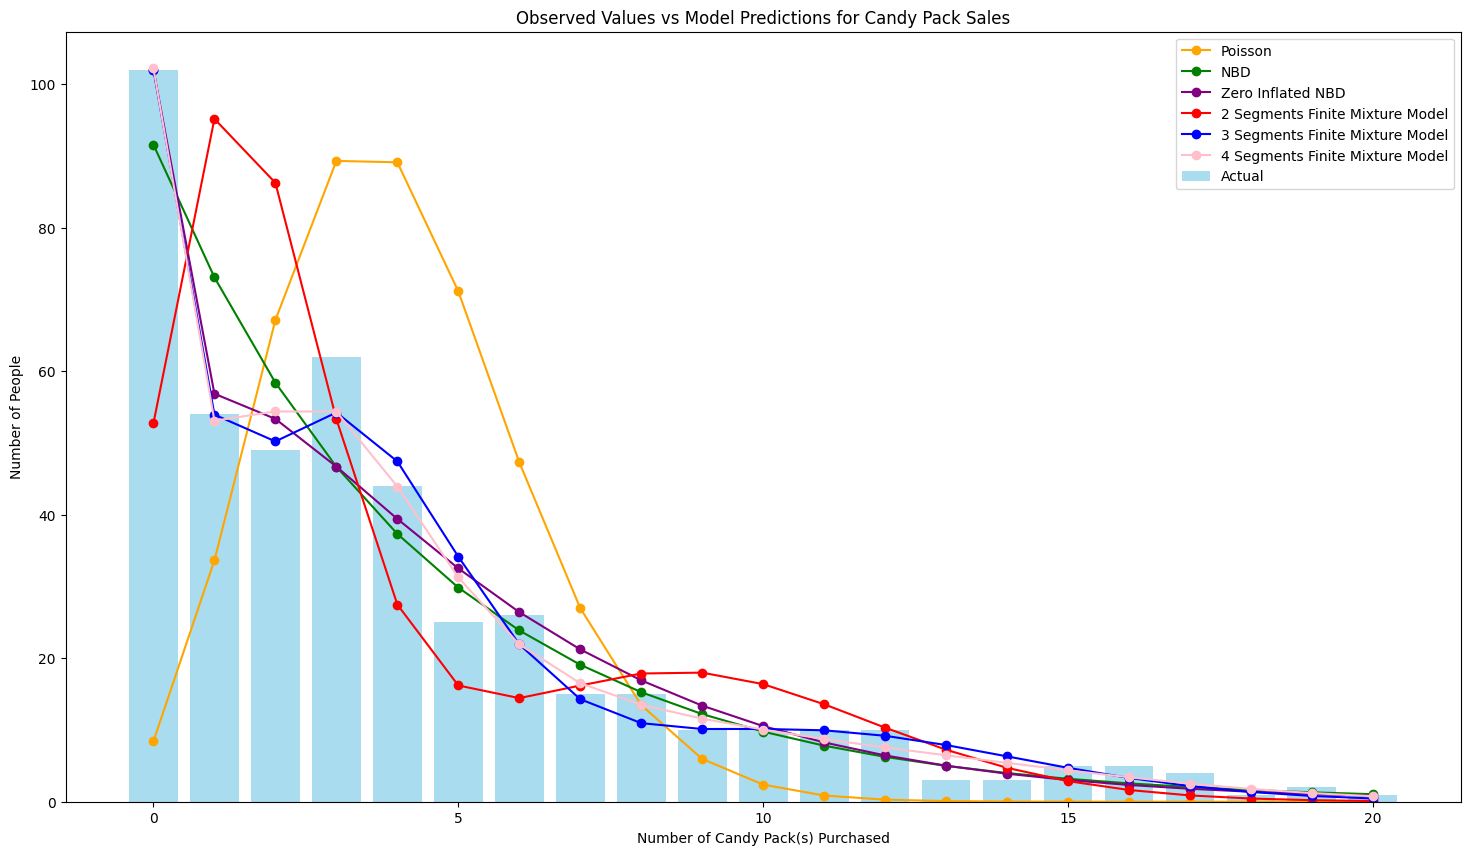 Observed Values vs Model Predictions for Candy Pack Sales
Poisson
NBD
Zero Inflated NBD
2 Segments Finite Mixture Model
3 Segments Finite Mixture Model
4 Segments Finite Mixture Model
Actual
Number of People
100
80
60
40
20
0
0
5
10
15
20
Number of Candy Pack(s) Purchased